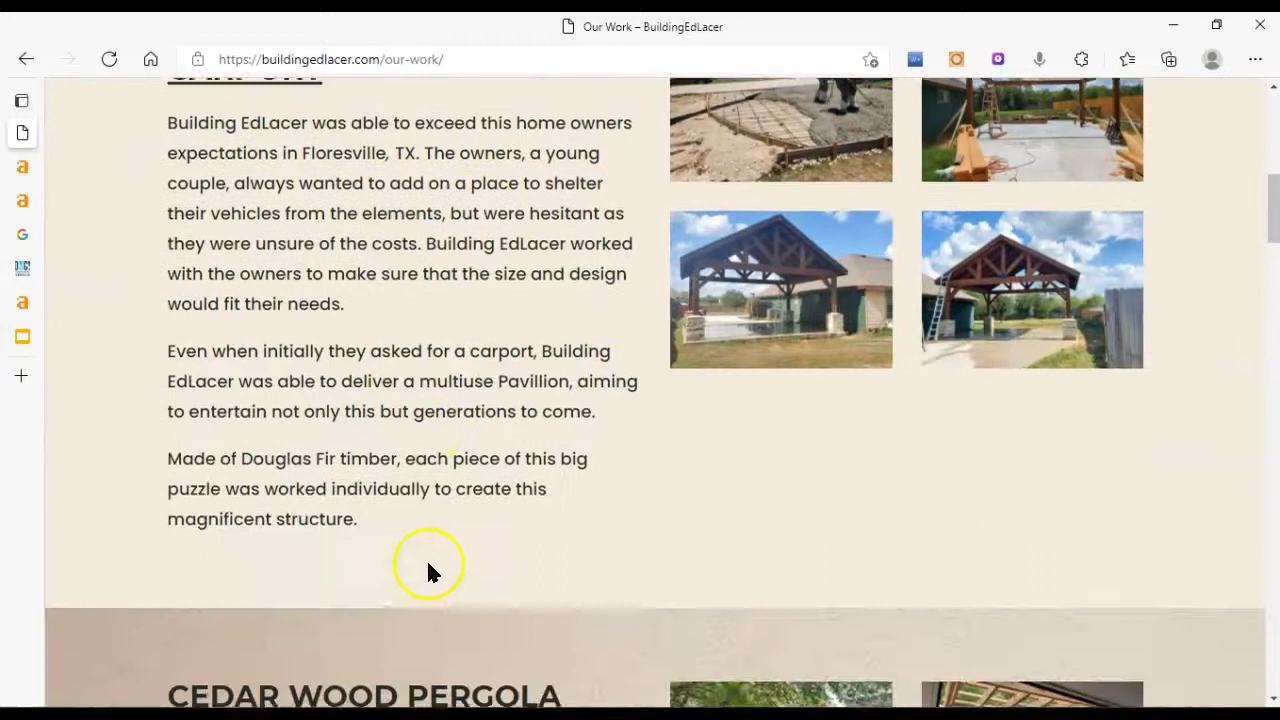 Our Work – BuildingEdLacer
https://buildingedlacer.com/our-work/
Building EdLacer was able to exceed this home owners
expectations in Floresville, TX. The owners, a young
couple, always wanted to add on a place to shelter
their vehicles from the elements, but were hesitant as
they were unsure of the costs. Building EdLacer worked
with the owners to make sure that the size and design
would fit their needs.
Even when initially they asked for a carport, Building
EdLacer was able to deliver a multiuse Pavillion, aiming
to entertain not only this but generations to come.
Made of Douglas Fir timber, each piece of this big
puzzle was worked individually to create this
magnificent structure.
CEDAR WOOD PERGOLA